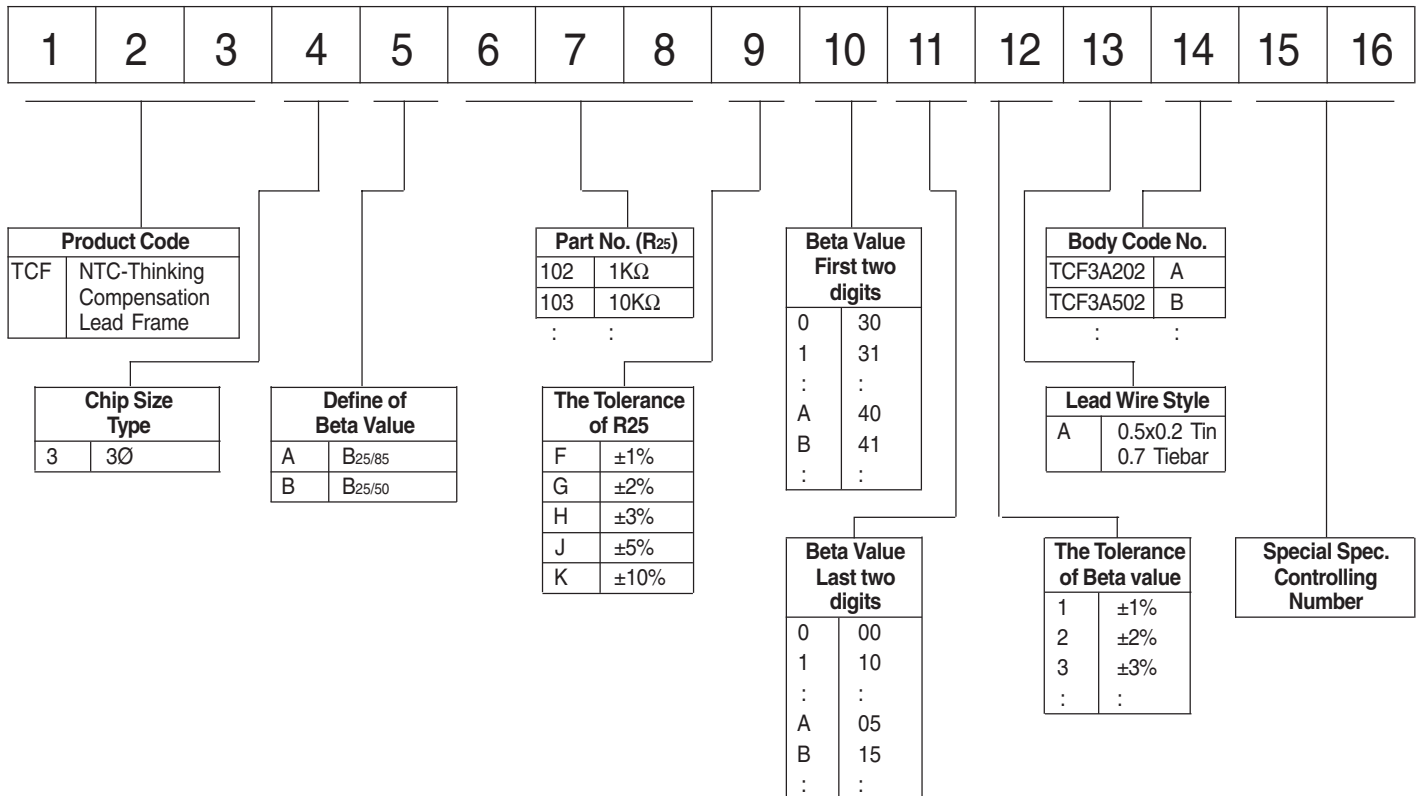 1 2 3 4 5 6 7 8 9 10 11 12 13 14 15 16
Product Code
TCF NTC-Thinking
Compensation
Lead Frame
Chip Size
Type
3 3Ø
Define of
Beta Value
A B25/85
B B25/50
Part No. (R25)
102 1KΩ
103 10KΩ
: :
The Tolerance
of R25
F ±1%
G ±2%
H ±3%
J ±5%
K ±10%
Beta Value
First two
digits
0 30
1 31
: :
A 40
B 41
: :
Beta Value
Last two
digits
0 00
1 10
: :
A 05
B 15
: :
Body Code No.
TCF3A202 A
TCF3A502 B
: :
Lead Wire Style
A 0.5x0.2 Tin
0.7 Tiebar
The Tolerance
of Beta value
1 ±1%
2 ±2%
3 ±3%
: :
Special Spec.
Controlling
Number